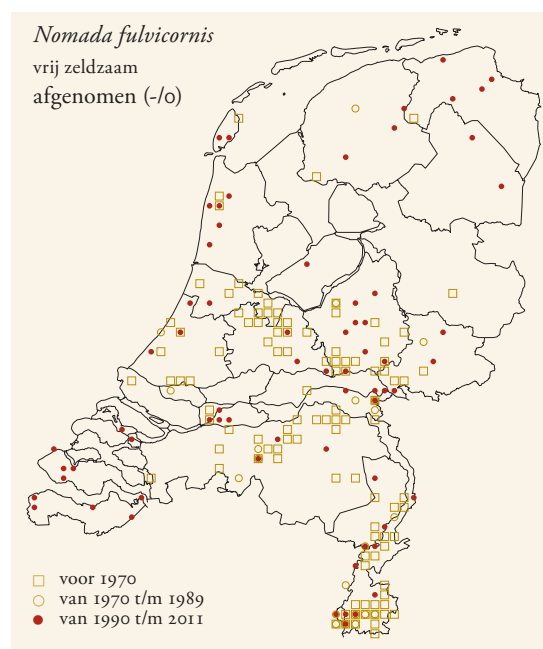 Nomada fulvicornis
vrij zeldzaam
afgenomen (-/0)
voor 1970
van 1970 t/m 1989
van 1990 t/m 2011